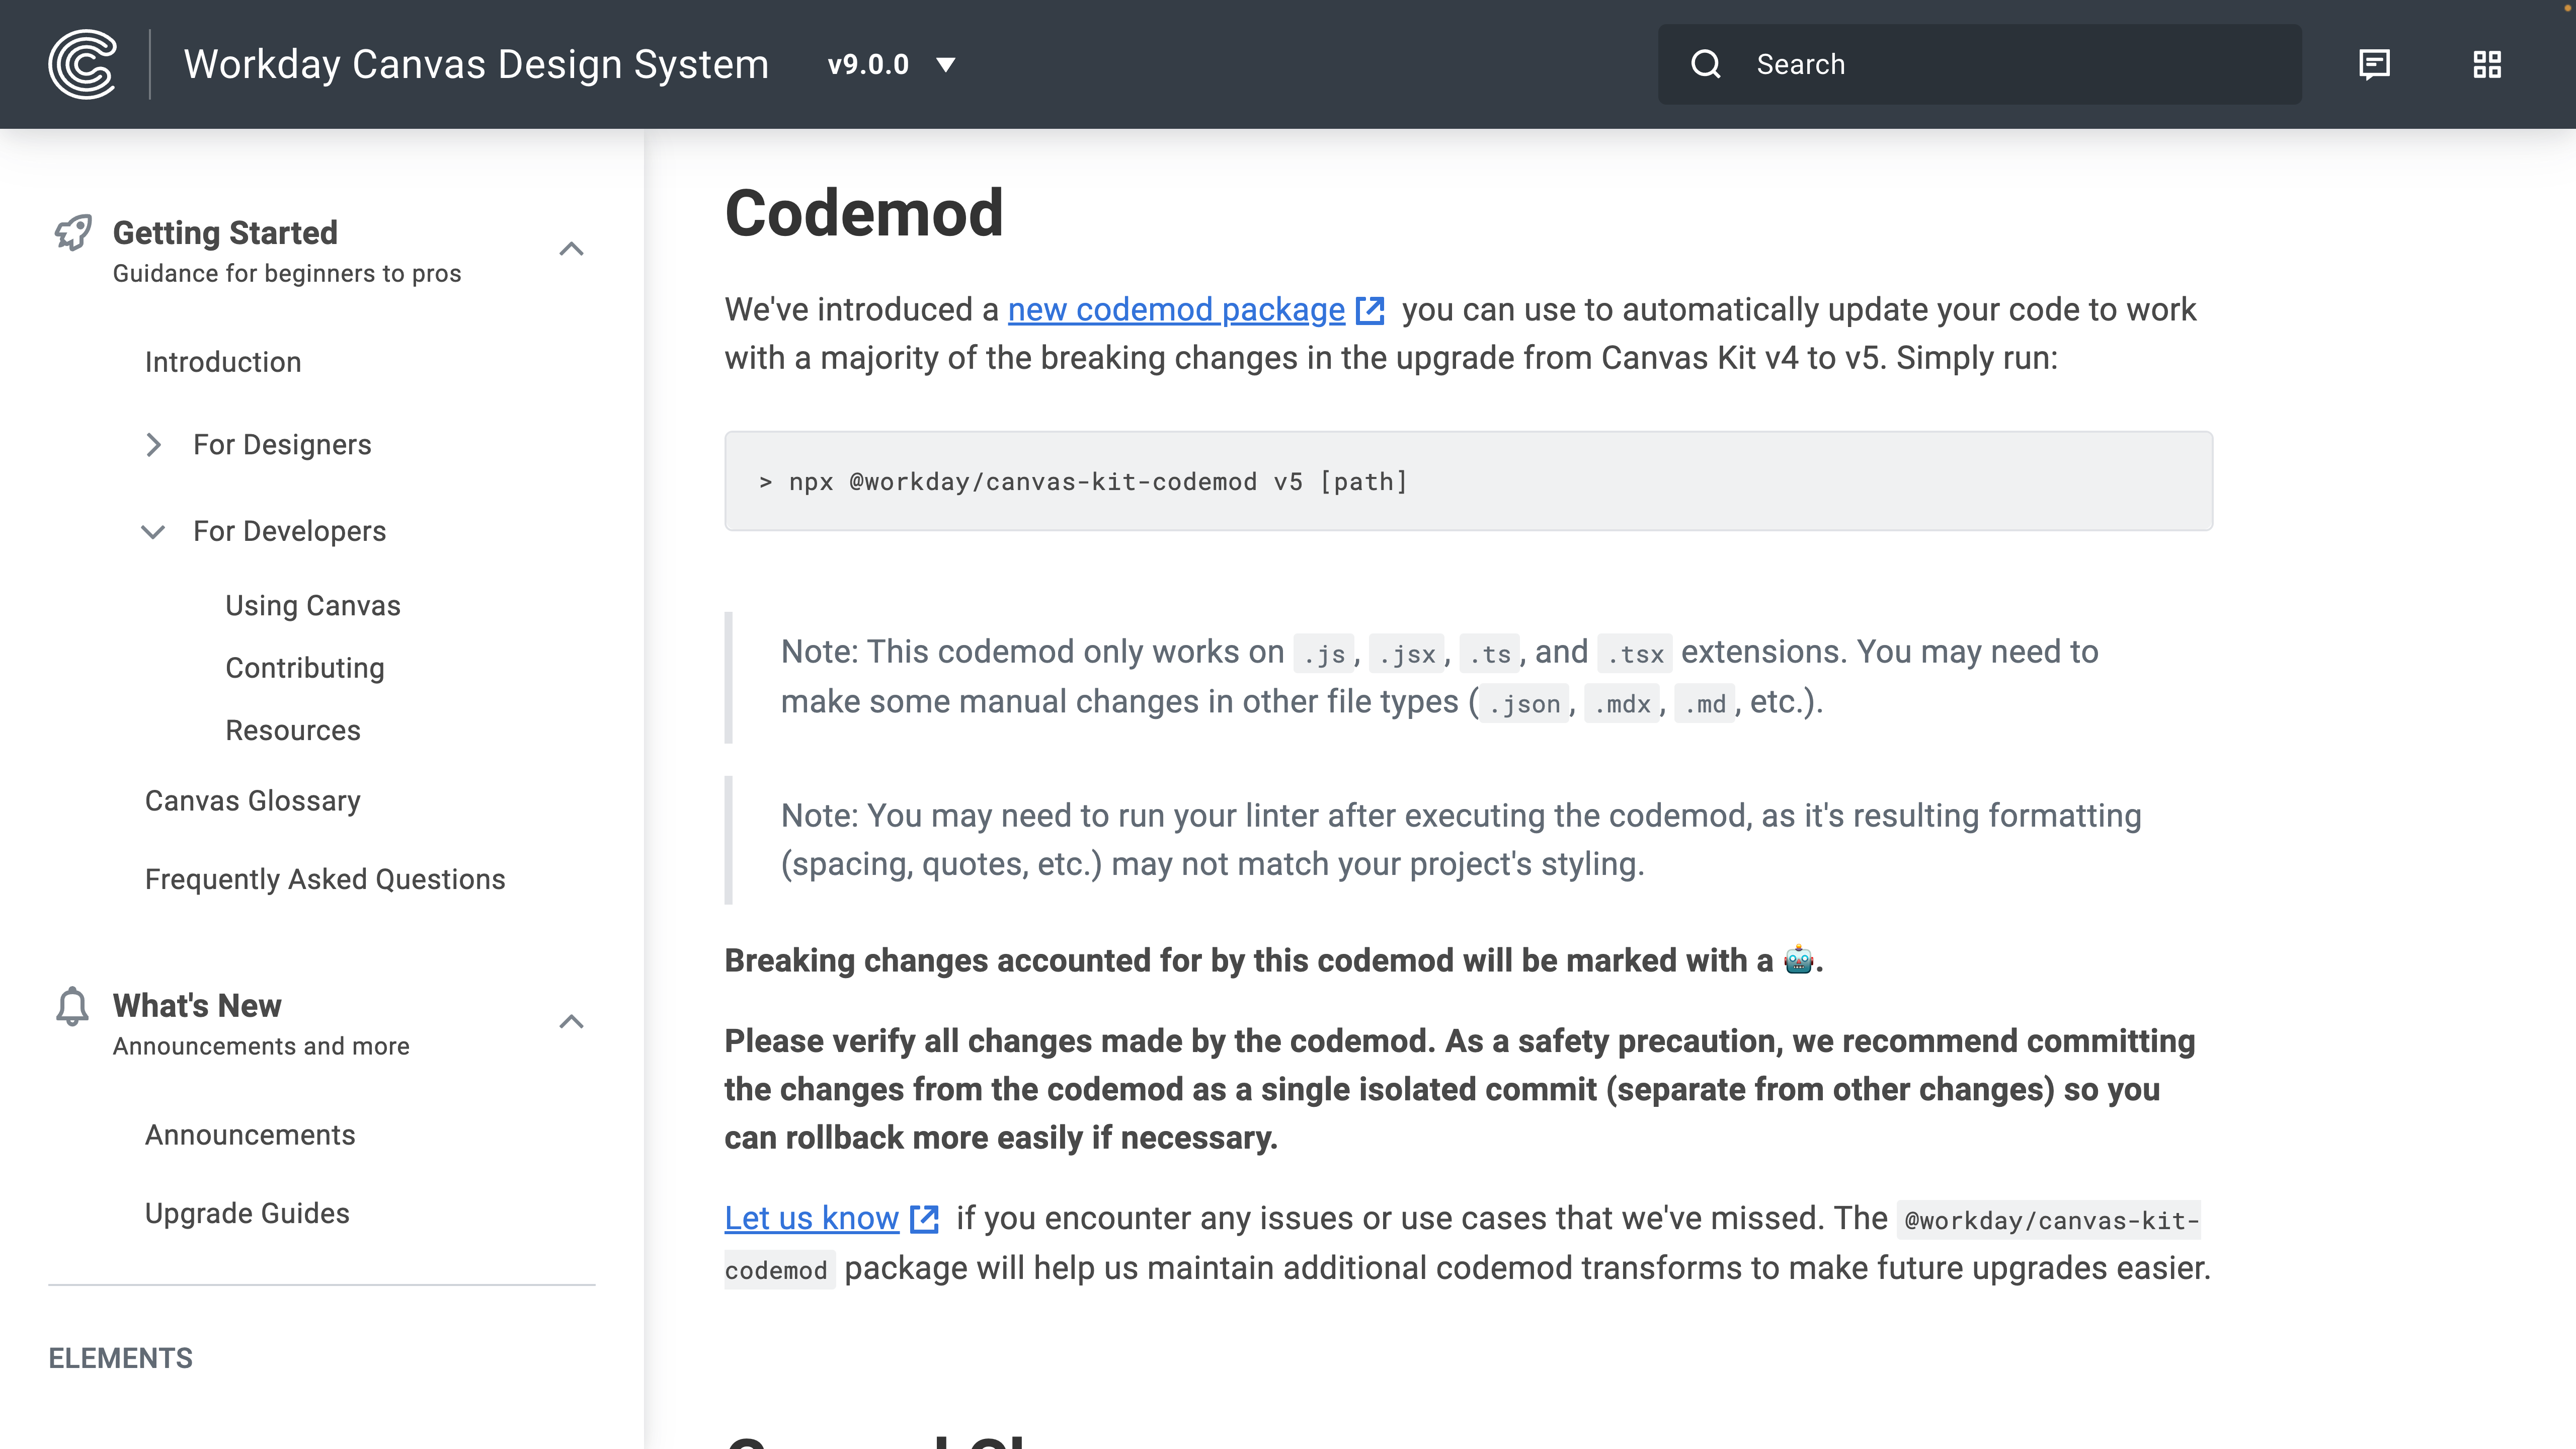 Workday Canvas Design System
v9.0.0
Search
Getting Started
Guidance for beginners to pros
Introduction
For Designers
For Developers
Using Canvas
Contributing
Resources
Canvas Glossary
Frequently Asked Questions
What's New
Announcements and more
Announcements
Upgrade Guides
ELEMENTS
Codemod
We've introduced a new codemod package you can use to automatically update your code to work
with a majority of the breaking changes in the upgrade from Canvas Kit v4 to v5. Simply run:
> npx @workday/canvas-kit-codemod v5 [path]
Note: This codemod only works on .js, .jsx, .ts, and .tsx extensions. You may need to
make some manual changes in other file types (.json, .mdx, .md, etc.).
Note: You may need to run your linter after executing the codemod, as it's resulting formatting
(spacing, quotes, etc.) may not match your project's styling.
Breaking changes accounted for by this codemod will be marked with a 🤖.
Please verify all changes made by the codemod. As a safety precaution, we recommend committing
the changes from the codemod as a single isolated commit (separate from other changes) so you
can rollback more easily if necessary.
Let us know if you encounter any issues or use cases that we've missed. The @workday/canvas-kit-
codemod package will help us maintain additional codemod transforms to make future upgrades easier.